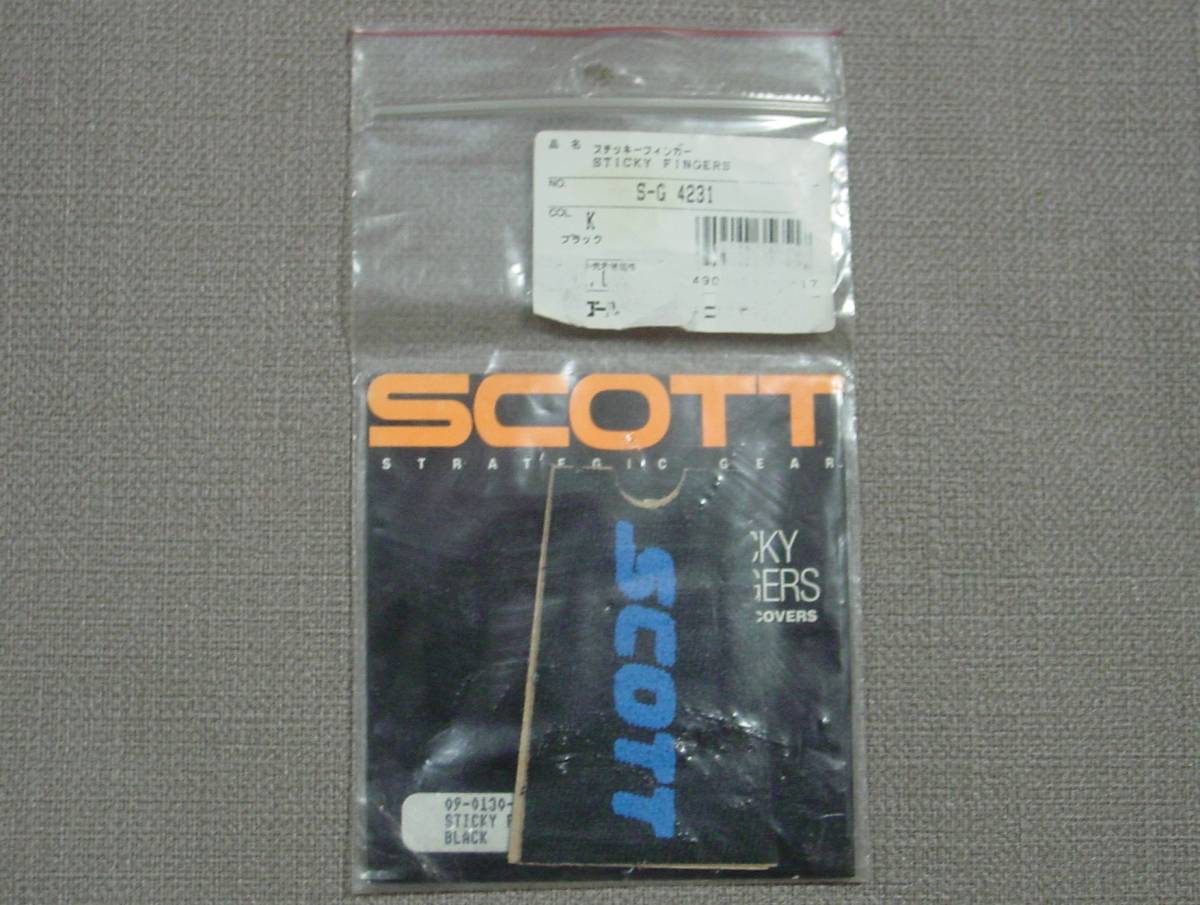 品 名 ステッキーフィンガー
STICKY FINGERS
NO. S-G 4231
COL. K
ブラック
490 17
SCOTT
STRATEGIC GEAR
CKY
GERS
COVERS
SCOTT
09-0130-
STICKY F
BLACK